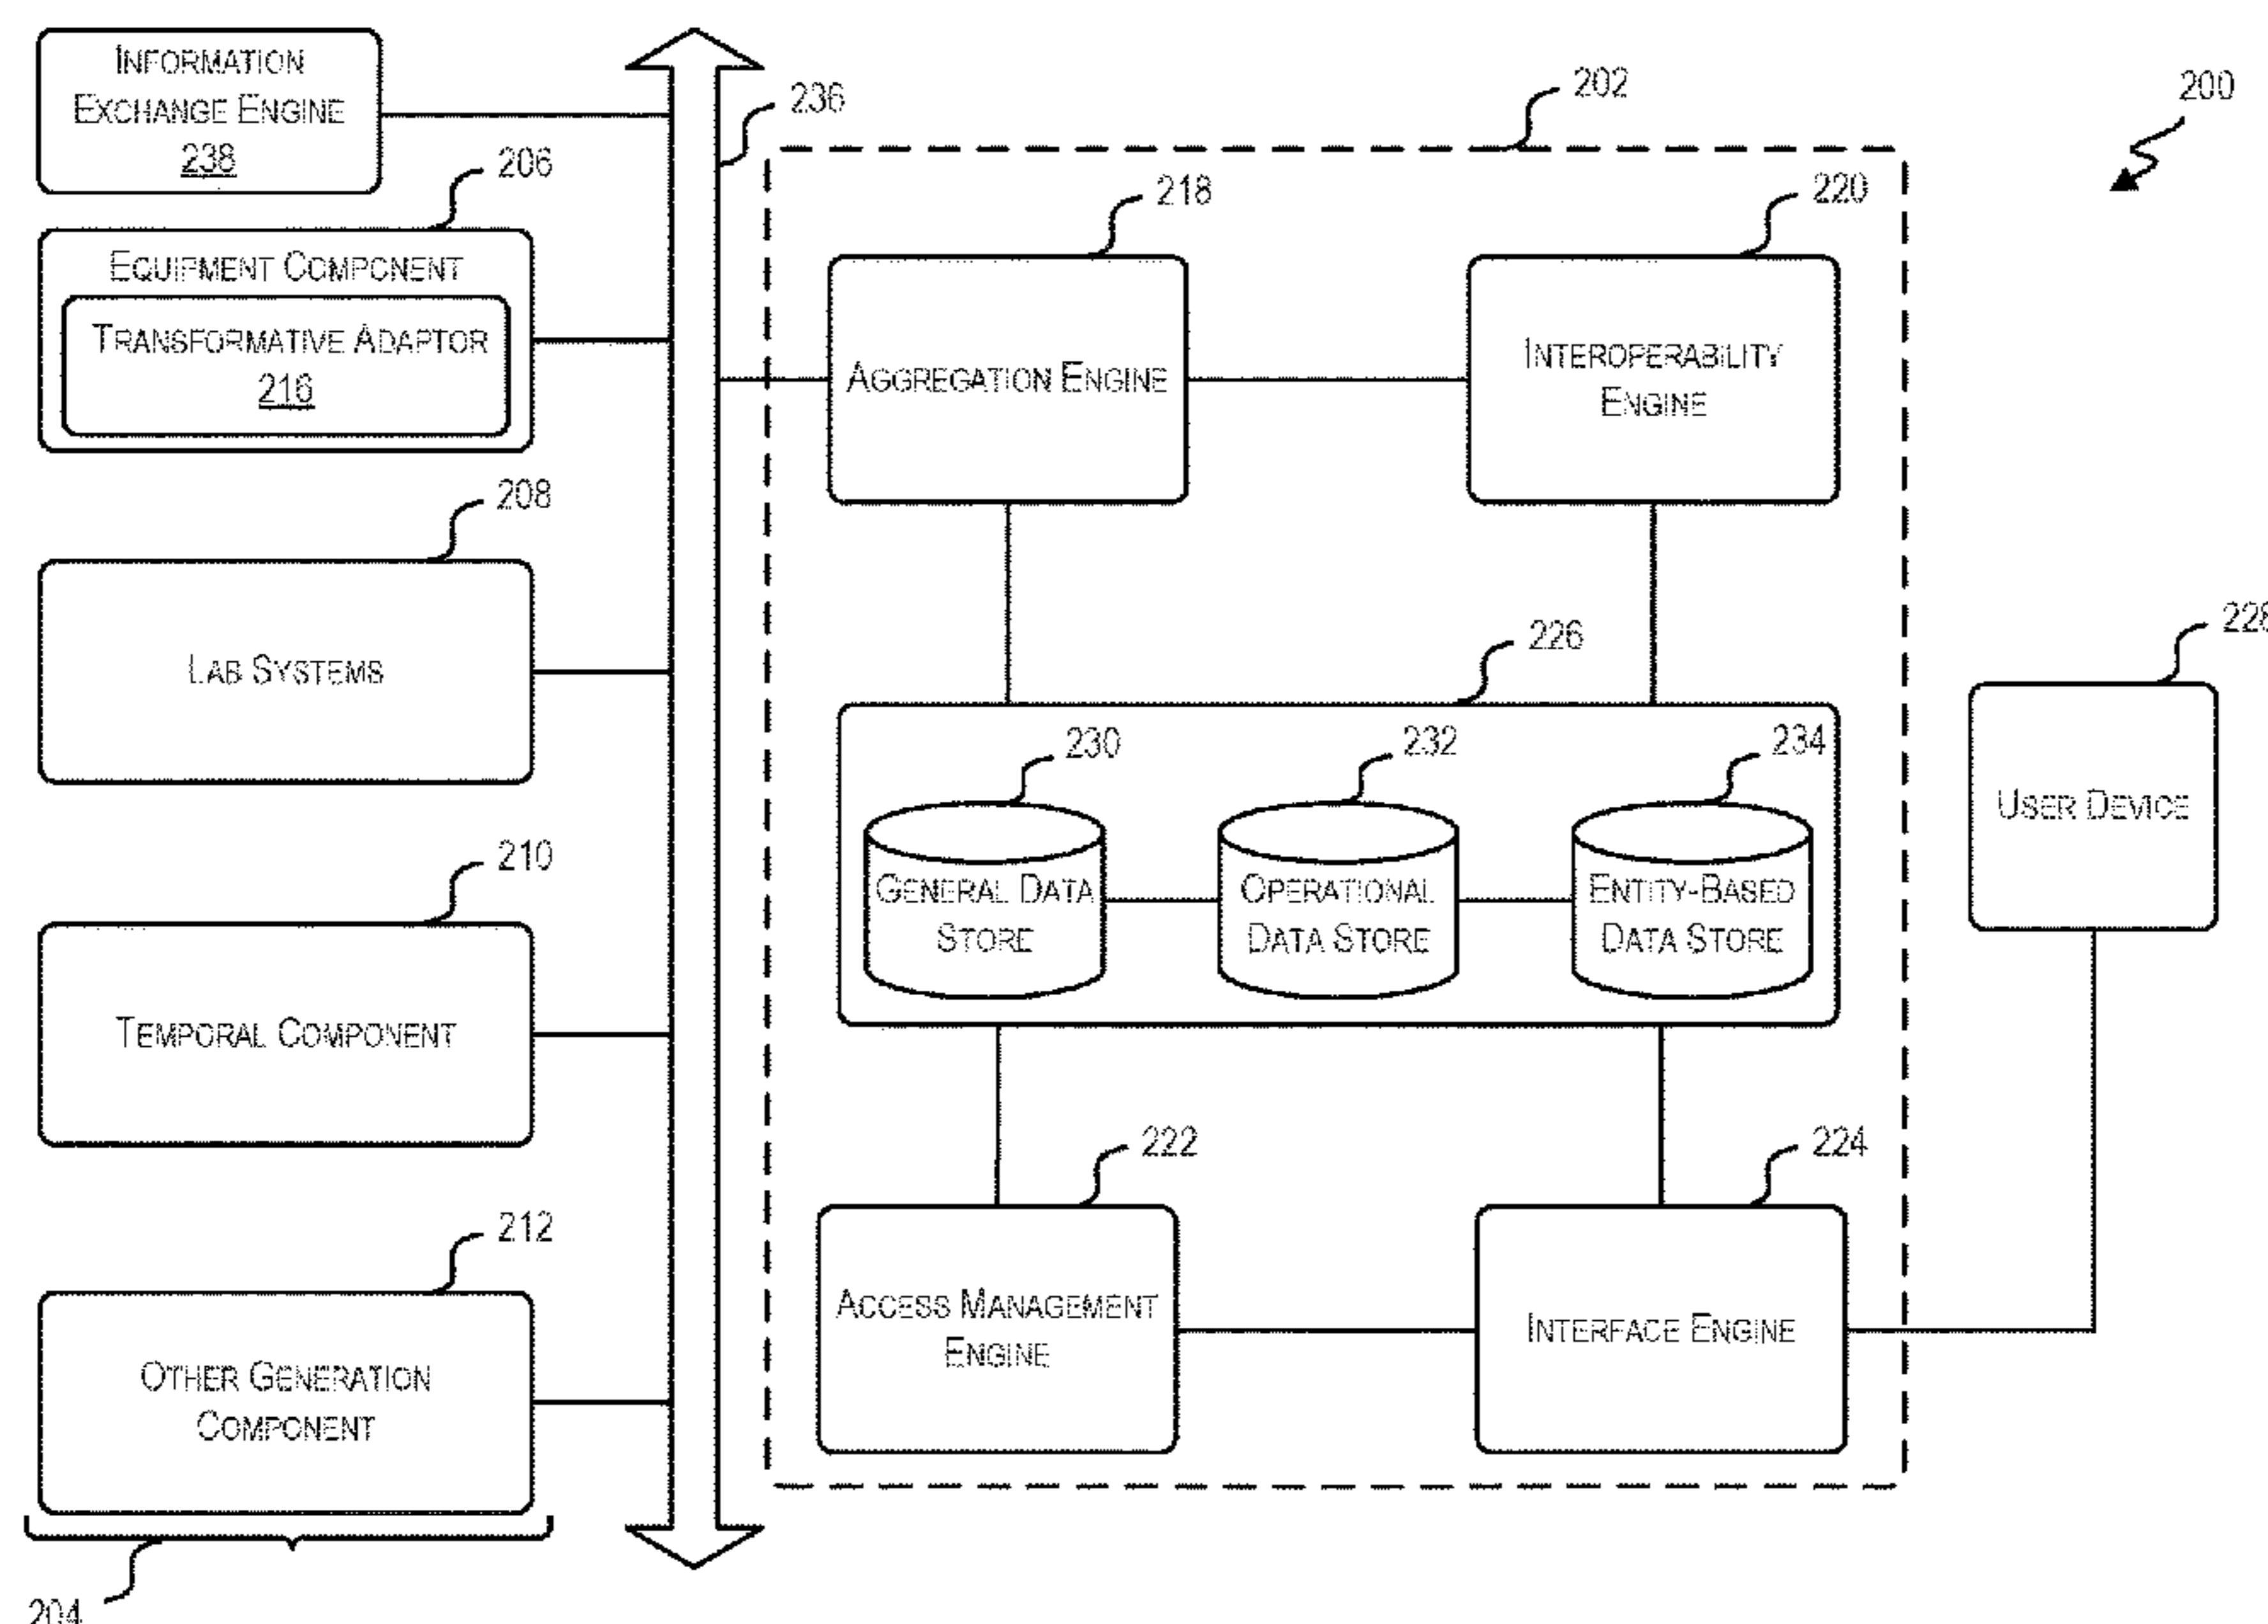 INFORMATION
EXCHANGE ENGINE
238
236
202
200
206
EQUIPMENT COMPONENT
TRANSFORMATIVE ADAPTOR
216
218
AGGREGATION ENGINE
220
INTEROPERABILITY
ENGINE
208
LAB SYSTEMS
226
230
GENERAL DATA
STORE
232
OPERATIONAL
DATA STORE
234
ENTITY-BASED
DATA STORE
228
USER DEVICE
210
TEMPORAL COMPONENT
222
ACCESS MANAGEMENT
ENGINE
224
INTERFACE ENGINE
212
OTHER GENERATION
COMPONENT
204